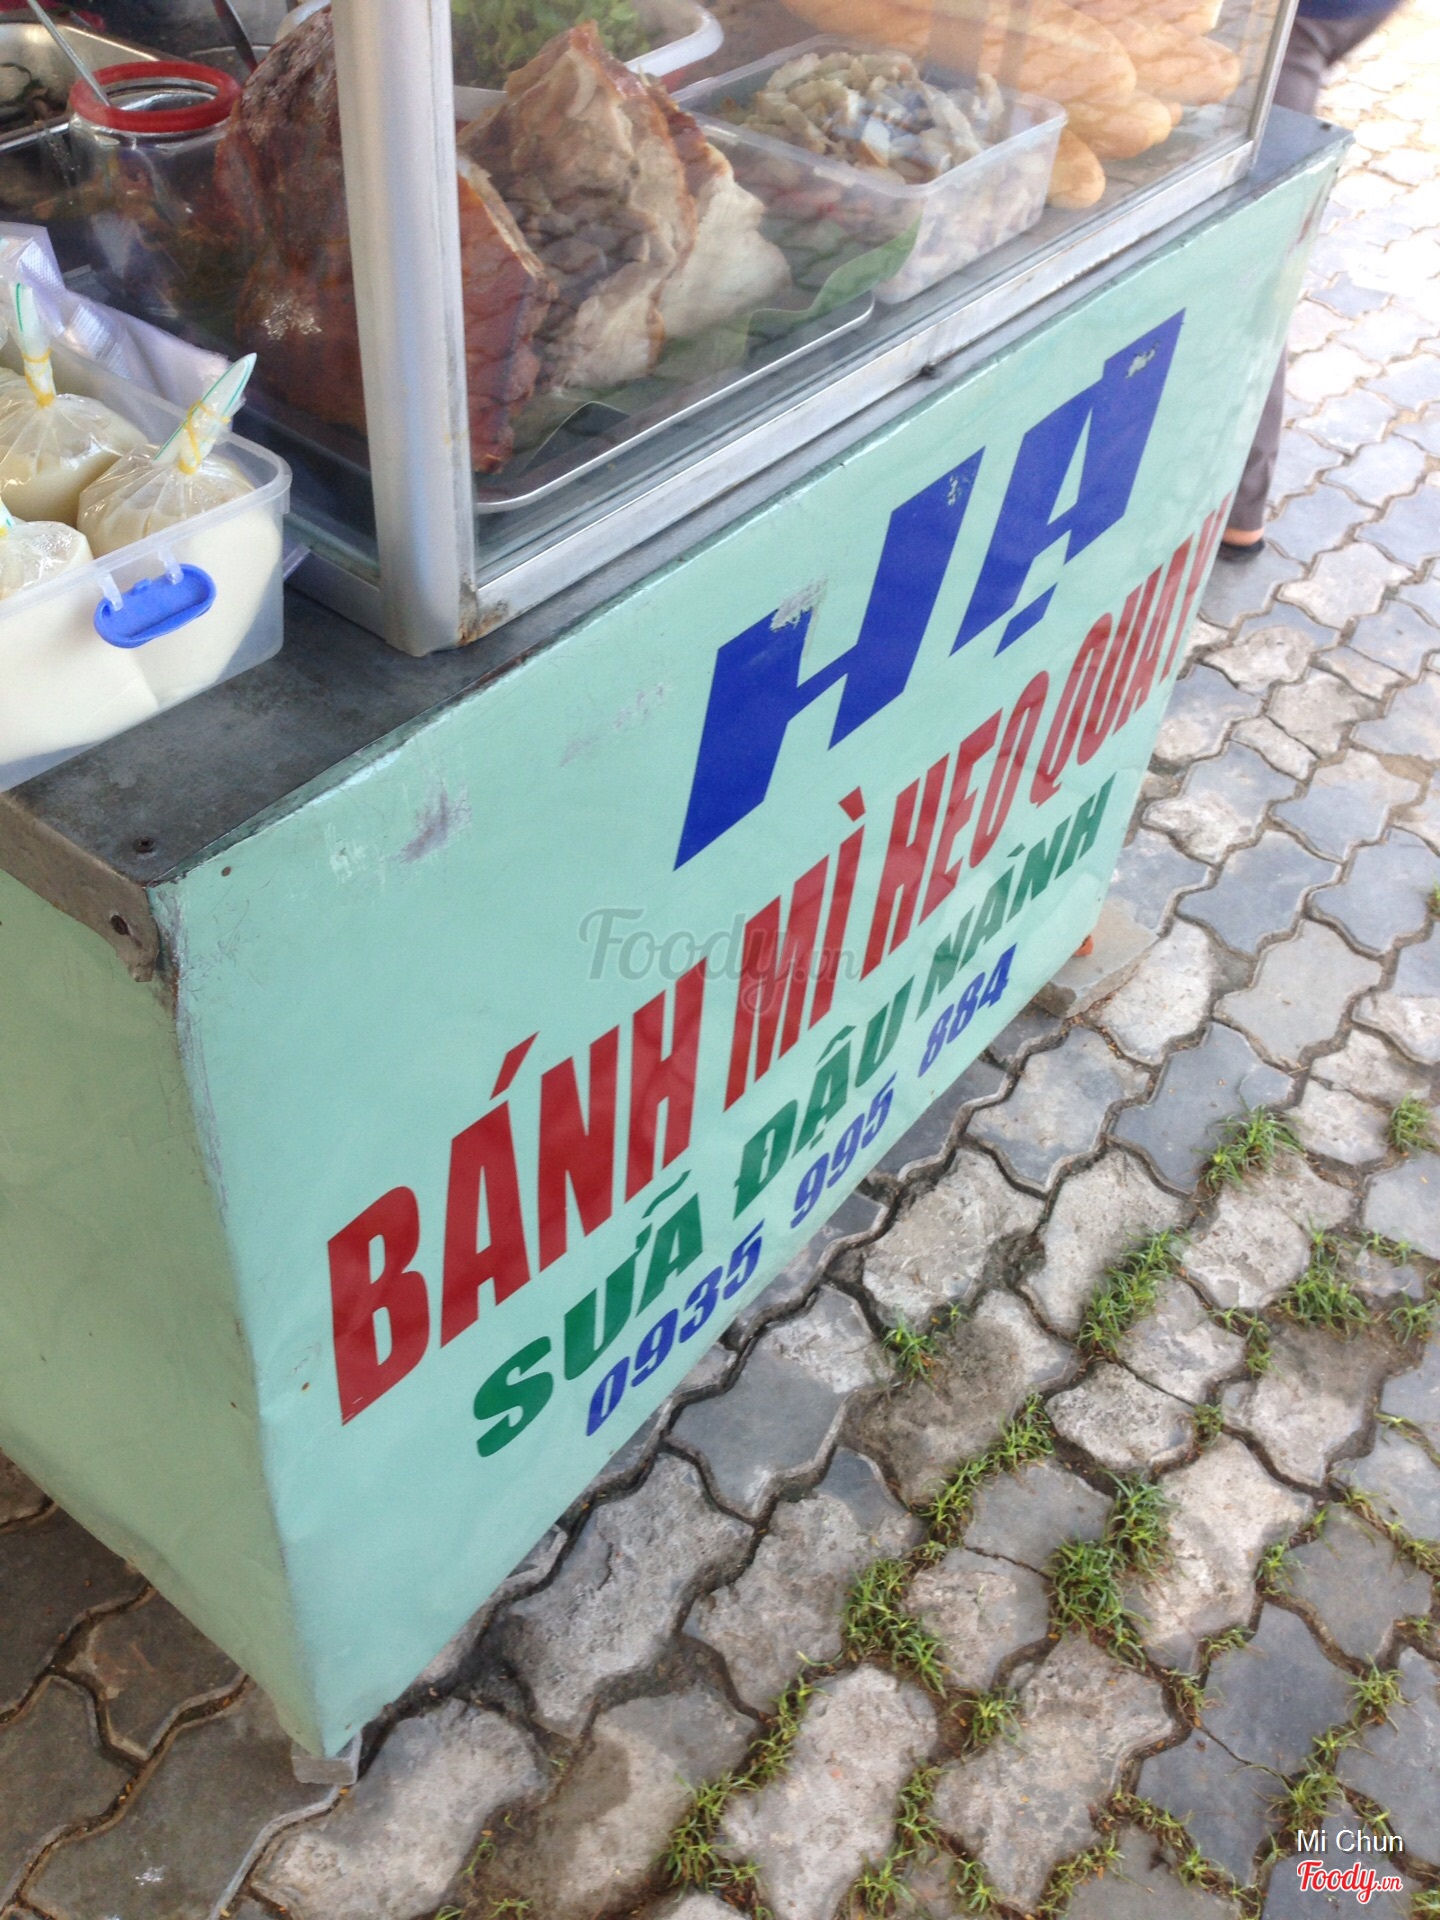 HẠ
BÁNH MÌ HEO QUAY
SỮA ĐẬU NÀNH
0935 995 884
Foody.vn
Mi Chun
Foody.vn